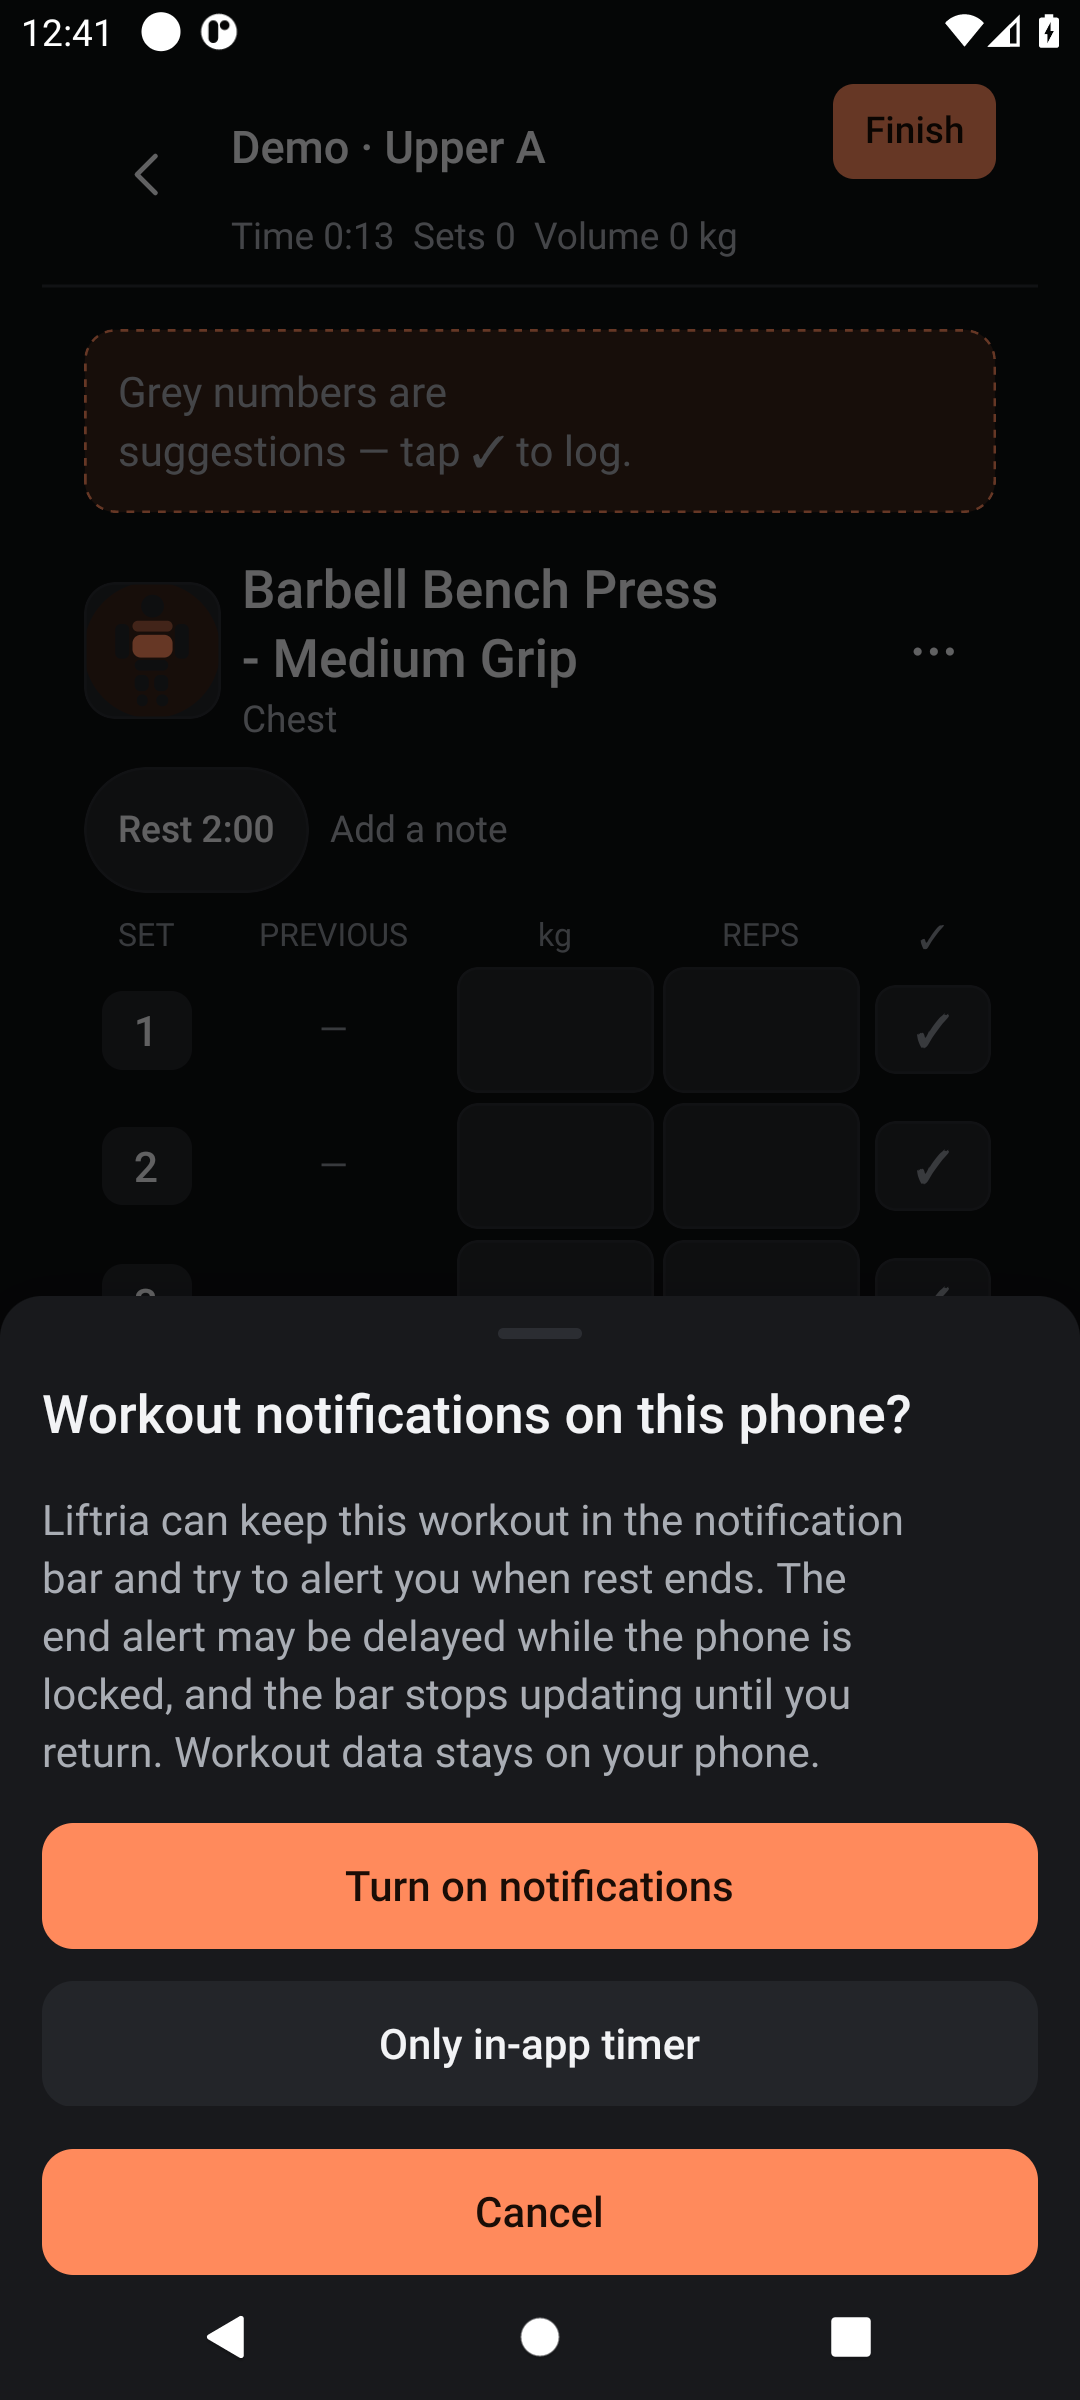 12:41
Demo · Upper A
Finish
Time 0:13 Sets 0 Volume 0 kg
Grey numbers are
suggestions — tap ✓ to log.
Barbell Bench Press
- Medium Grip
Chest
Rest 2:00
Add a note
SET PREVIOUS kg REPS ✓
1 — ✓
2 — ✓
Workout notifications on this phone?
Liftria can keep this workout in the notification
bar and try to alert you when rest ends. The
end alert may be delayed while the phone is
locked, and the bar stops updating until you
return. Workout data stays on your phone.
Turn on notifications
Only in-app timer
Cancel